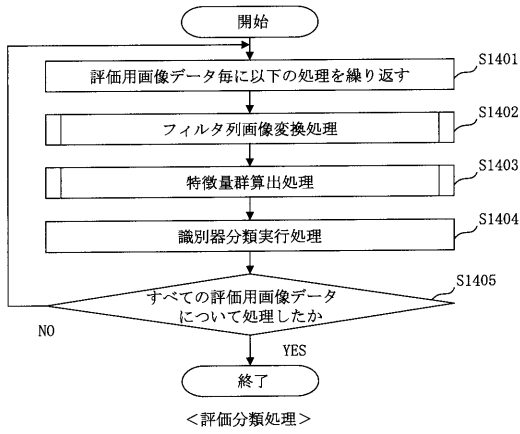 開始
評価用画像データ毎に以下の処理を繰り返す
S1401
フィルタ列画像変換処理
S1402
特徴量群算出処理
S1403
識別器分類実行処理
S1404
すべての評価用画像データ
について処理したか
S1405
NO
YES
終了
＜評価分類処理＞